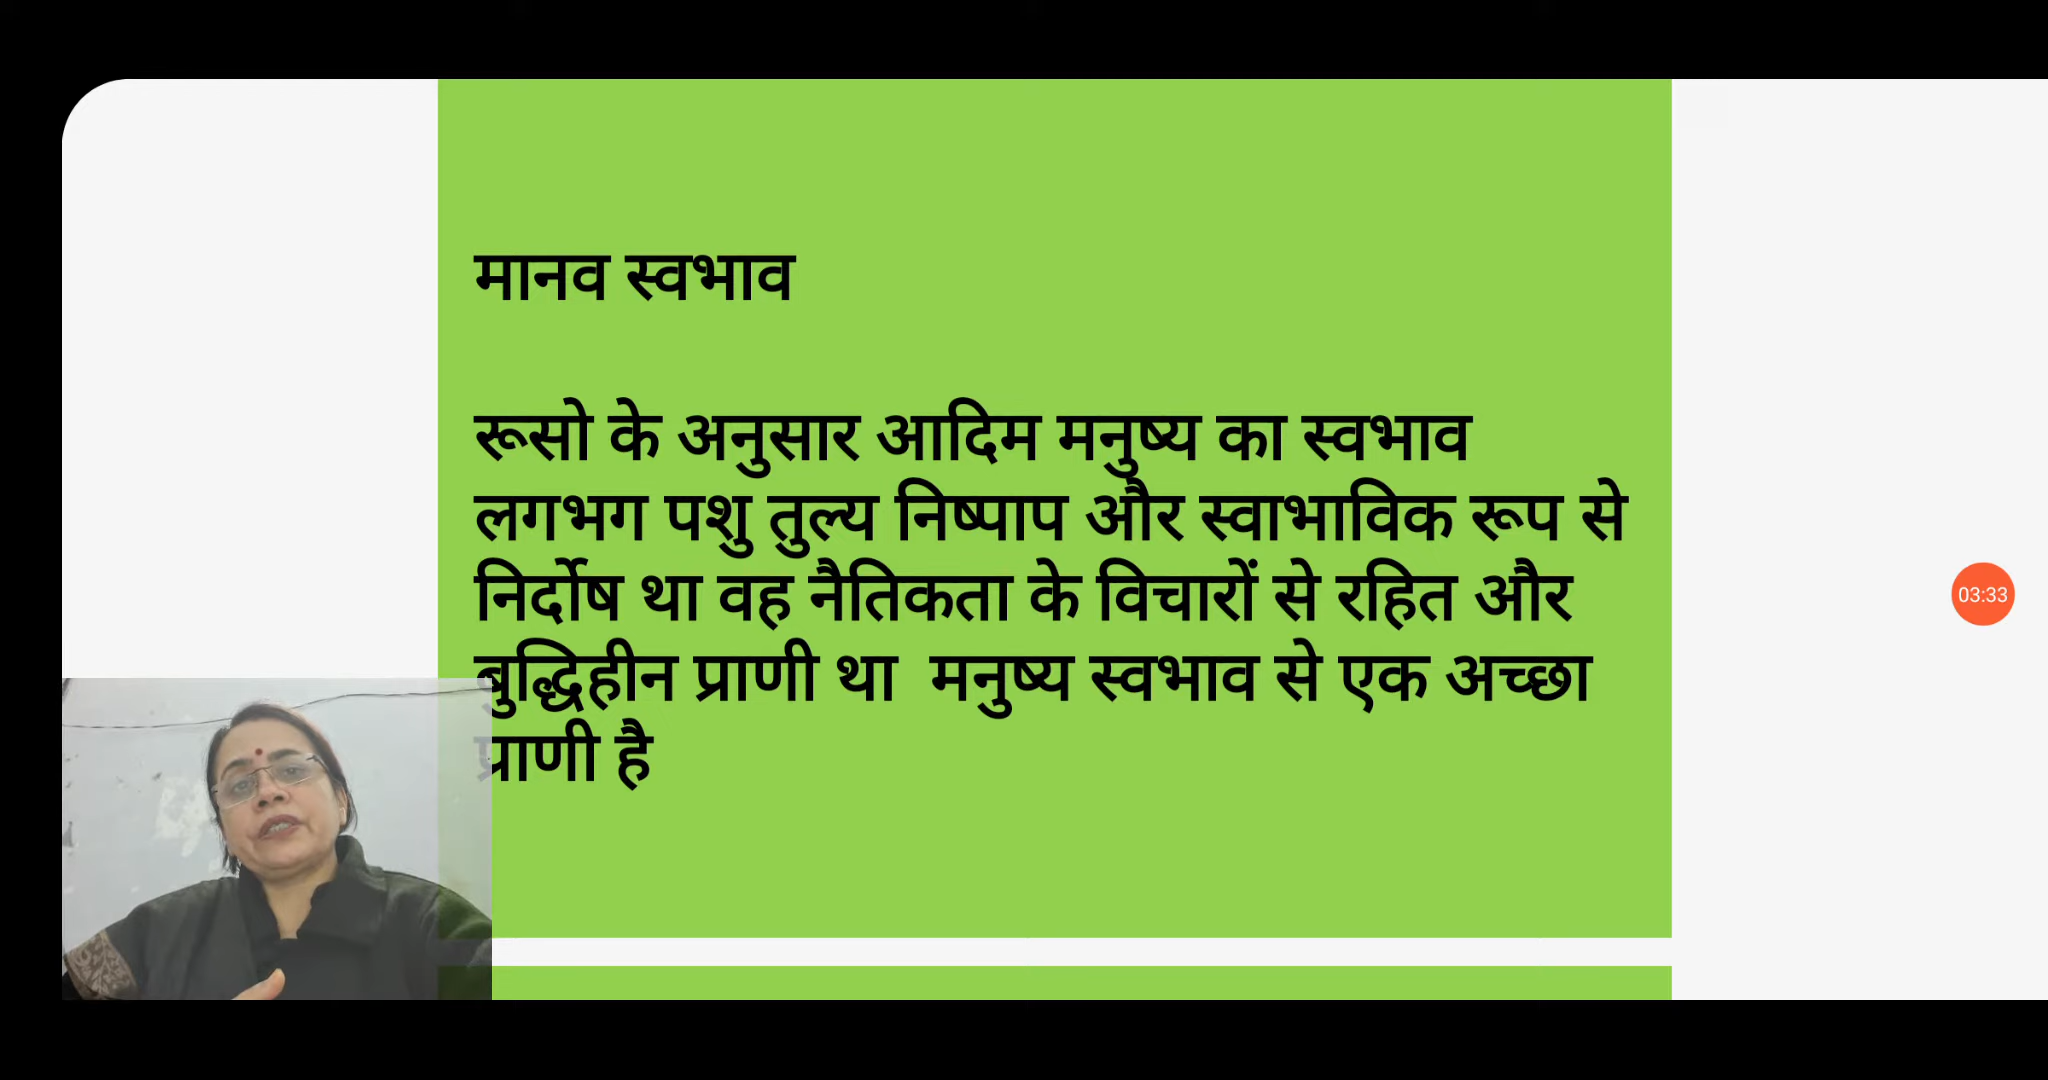 मानव स्वभाव
रूसो के अनुसार आदिम मनुष्य का स्वभाव
लगभग पशु तुल्य निष्पाप और स्वाभाविक रूप से
निर्दोष था वह नैतिकता के विचारों से रहित और
बुद्धिहीन प्राणी था  मनुष्य स्वभाव से एक अच्छा
प्राणी है
03:33